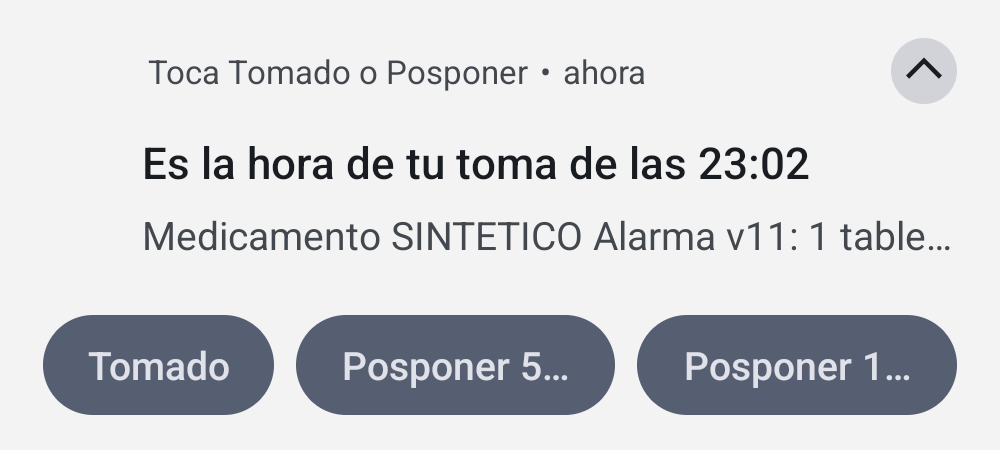 Toca Tomado o Posponer • ahora
Es la hora de tu toma de las 23:02
Medicamento SINTETICO Alarma v11: 1 table...
Tomado
Posponer 5...
Posponer 1...